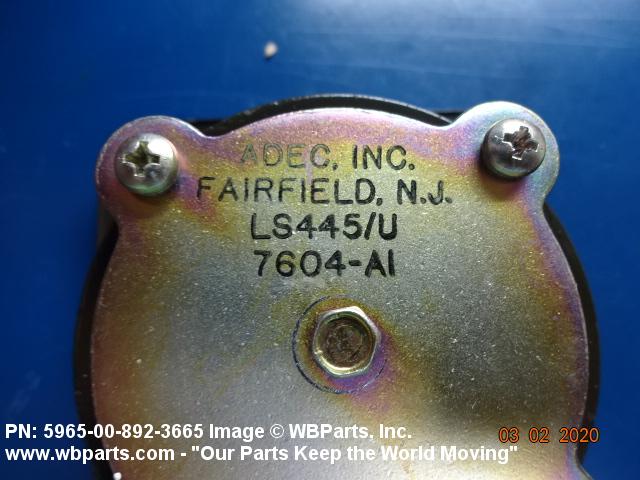 ADEC, INC.
FAIRFIELD, N.J.
LS445/U
7604-A1
PN: 5965-00-892-3665 Image © WBParts, Inc.
03 02 2020
www.wbparts.com - "Our Parts Keep the World Moving"